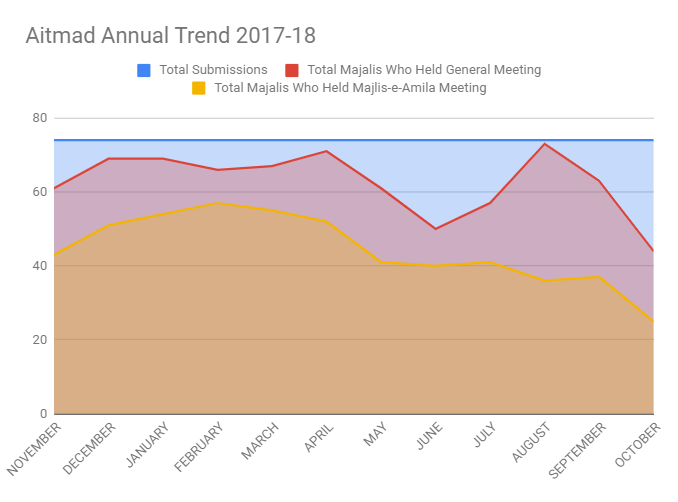 Aitmad Annual Trend 2017-18
Total Submissions
Total Majalis Who Held General Meeting
Total Majalis Who Held Majlis-e-Amila Meeting
80
60
40
20
0
NOVEMBER
DECEMBER
JANUARY
FEBRUARY
MARCH
APRIL
MAY
JUNE
JULY
AUGUST
SEPTEMBER
OCTOBER